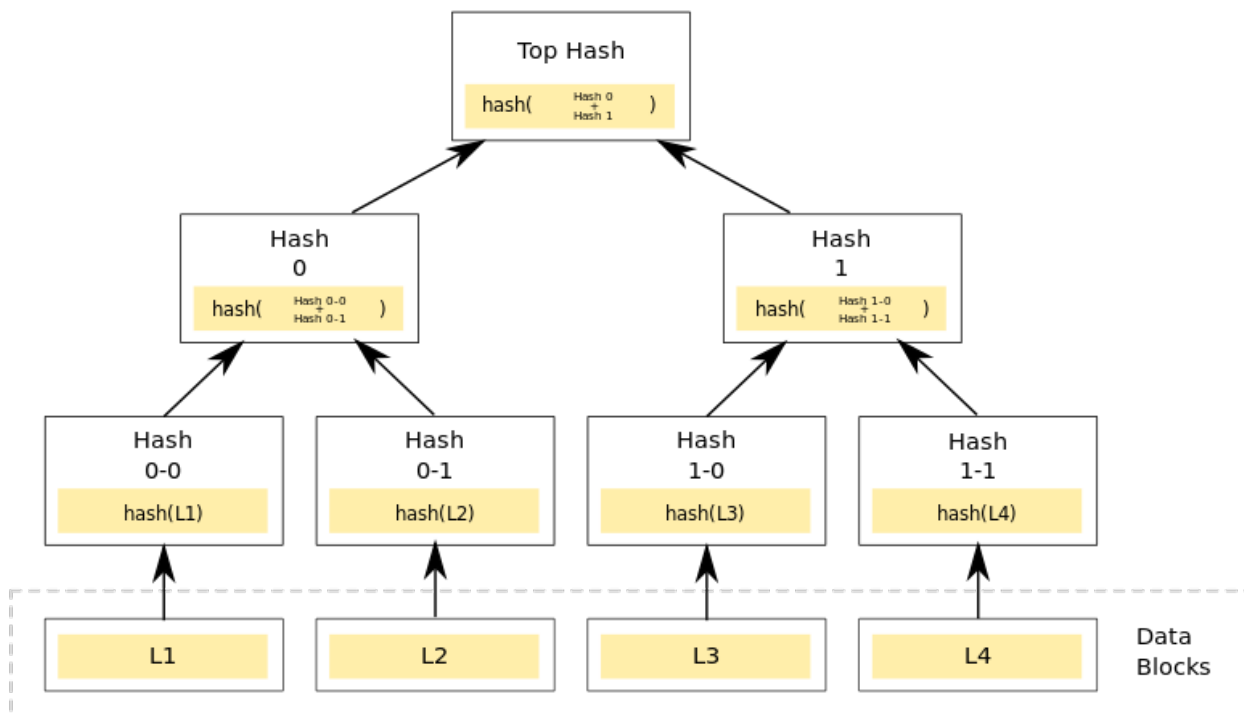 Top Hash
hash( Hash 0 + Hash 1 )
Hash
0
hash( Hash 0-0 + Hash 0-1 )
Hash
1
hash( Hash 1-0 + Hash 1-1 )
Hash
0-0
hash(L1)
Hash
0-1
hash(L2)
Hash
1-0
hash(L3)
Hash
1-1
hash(L4)
L1
L2
L3
L4
Data
Blocks